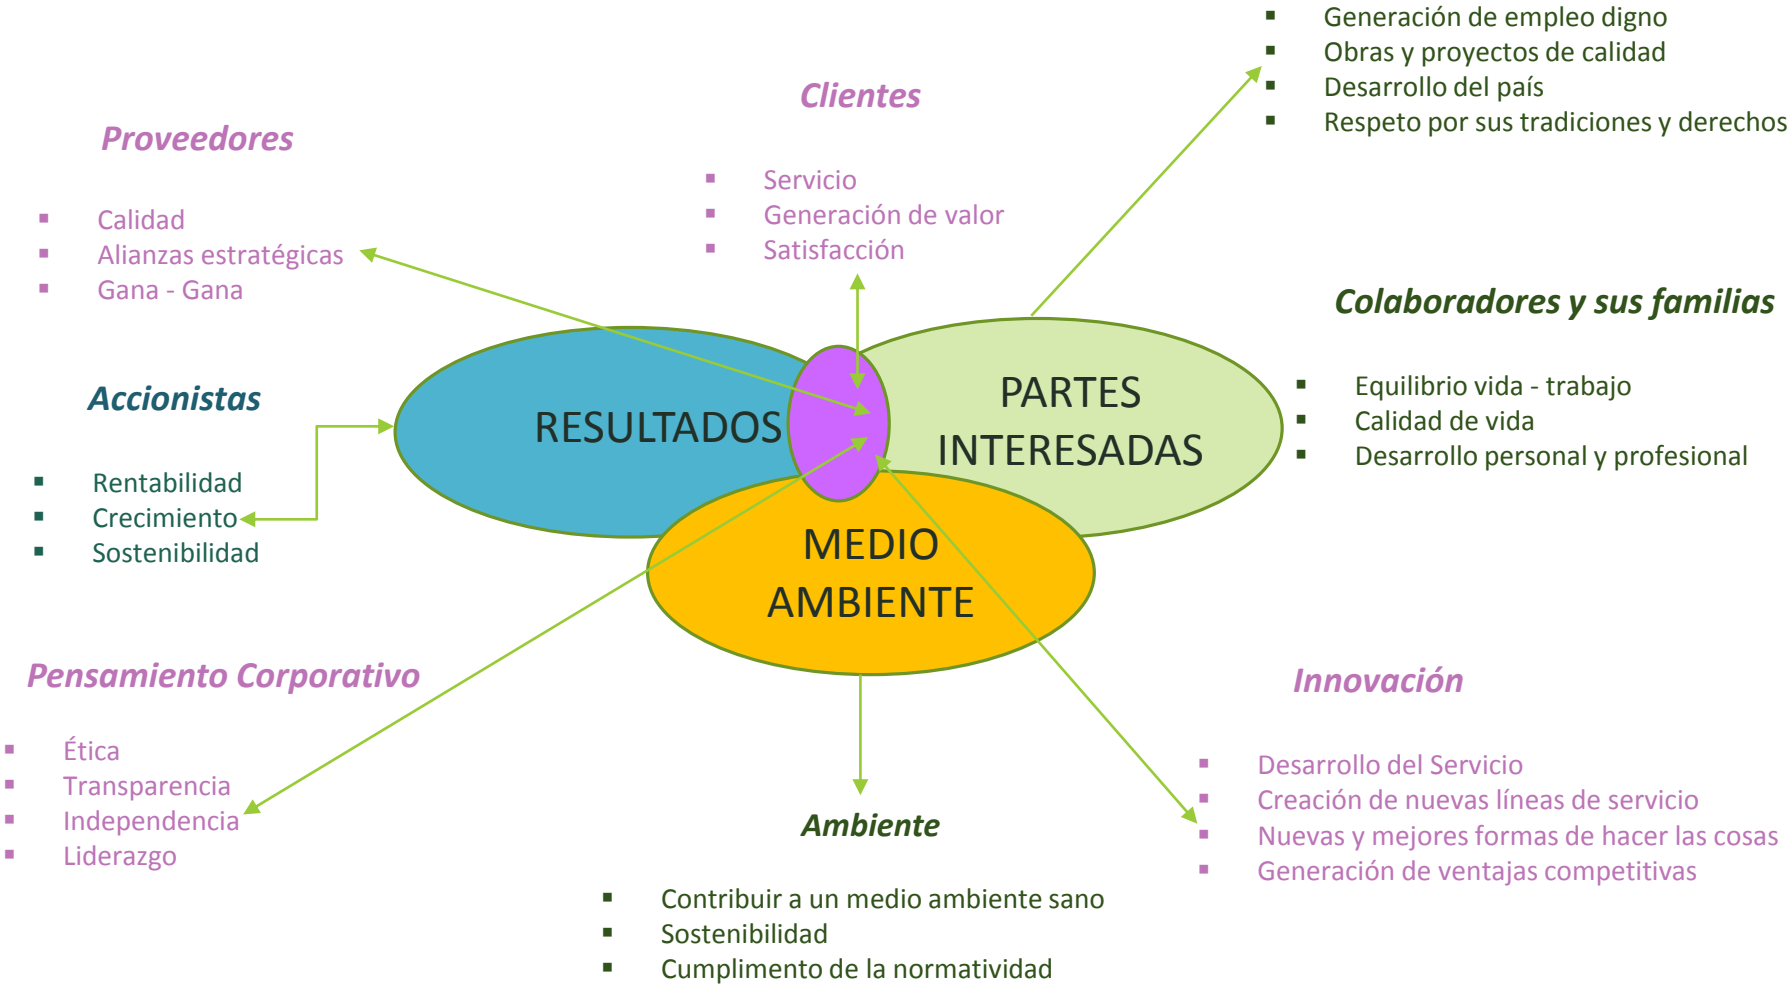 Generación de empleo digno
Obras y proyectos de calidad
Desarrollo del país
Respeto por sus tradiciones y derechos
Clientes
Servicio
Generación de valor
Satisfacción
Proveedores
Calidad
Alianzas estratégicas
Gana - Gana
Colaboradores y sus familias
Equilibrio vida - trabajo
Calidad de vida
Desarrollo personal y profesional
Accionistas
Rentabilidad
Crecimiento
Sostenibilidad
RESULTADOS
PARTES
INTERESADAS
MEDIO
AMBIENTE
Pensamiento Corporativo
Ética
Transparencia
Independencia
Liderazgo
Ambiente
Contribuir a un medio ambiente sano
Sostenibilidad
Cumplimento de la normatividad
Innovación
Desarrollo del Servicio
Creación de nuevas líneas de servicio
Nuevas y mejores formas de hacer las cosas
Generación de ventajas competitivas